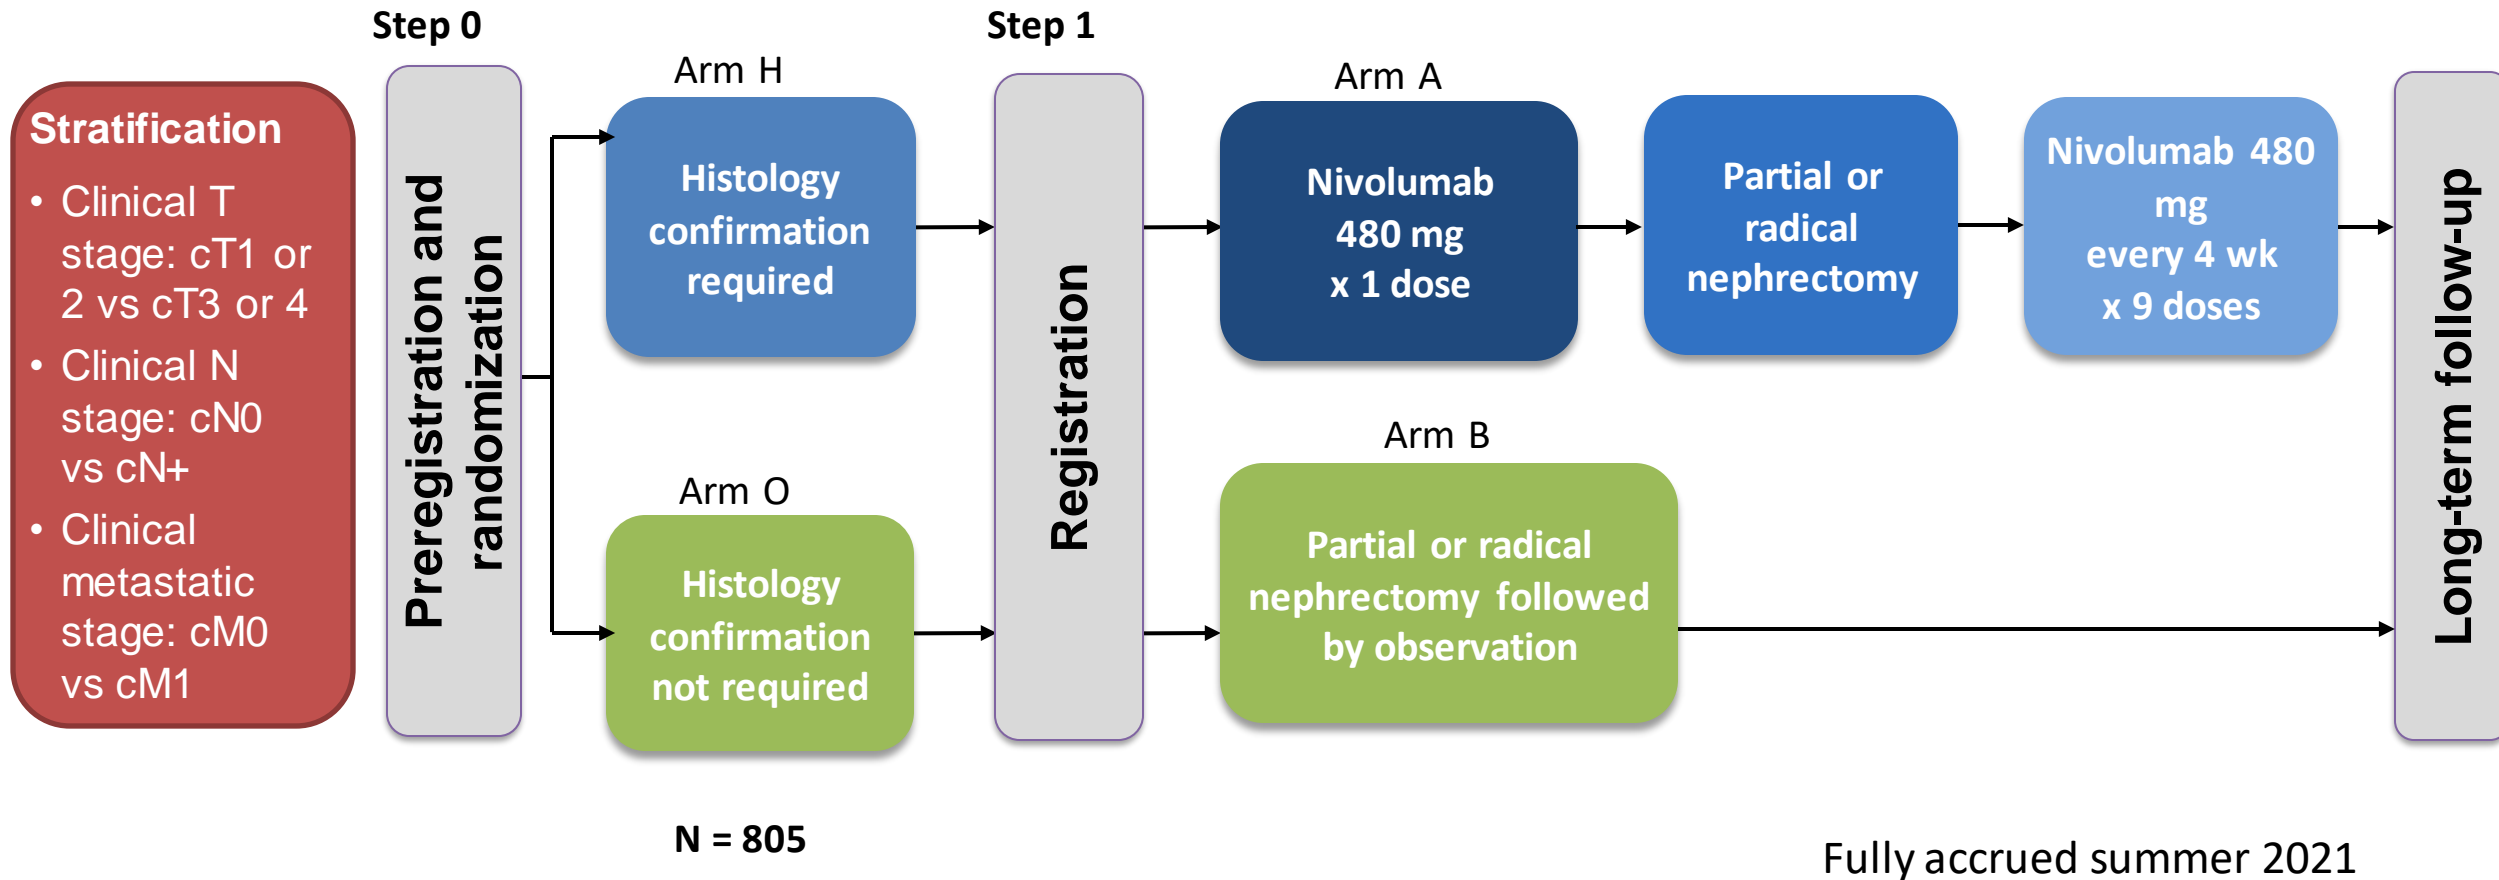 Step 0
Step 1
Stratification
• Clinical T
stage: cT1 or
2 vs cT3 or 4
• Clinical N
stage: cN0
vs cN+
• Clinical
metastatic
stage: cM0
vs cM1
Preregistration and
randomization
Arm H
Histology
confirmation
required
Arm O
Histology
confirmation
not required
Registration
Arm A
Nivolumab
480 mg
x 1 dose
Partial or
radical
nephrectomy
Nivolumab 480
mg
every 4 wk
x 9 doses
Arm B
Partial or radical
nephrectomy followed
by observation
Long-term follow-up
N = 805
Fully accrued summer 2021